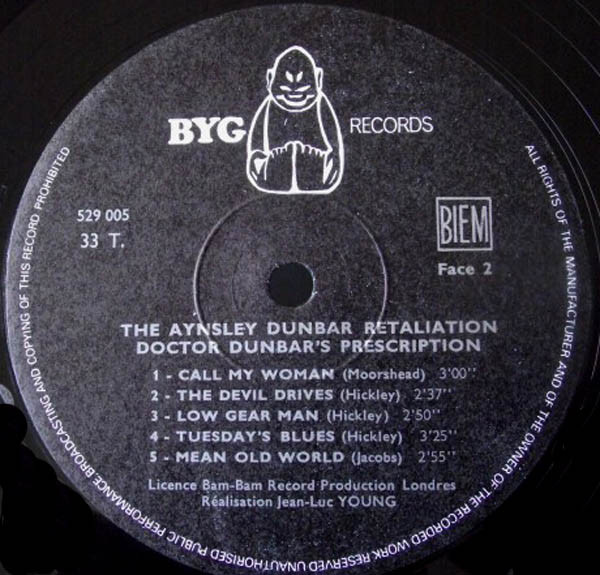 BYG RECORDS
529 005
33 T.
BIEM
Face 2
THE AYNSLEY DUNBAR RETALIATION
DOCTOR DUNBAR'S PRESCRIPTION
1 - CALL MY WOMAN (Moorshead) 3'00''
2 - THE DEVIL DRIVES (Hickley) 2'37''
3 - LOW GEAR MAN (Hickley) 2'50''
4 - TUESDAY'S BLUES (Hickley) 3'25''
5 - MEAN OLD WORLD (Jacobs) 2'55''
Licence Bam-Bam Record Production Londres
Réalisation Jean-Luc YOUNG
ALL RIGHTS OF THE MANUFACTURER AND OF THE OWNER OF THE RECORDED WORK RESERVED UNAUTHORISED PUBLIC PERFORMANCE BROADCASTING AND COPYING OF THIS RECORD PROHIBITED